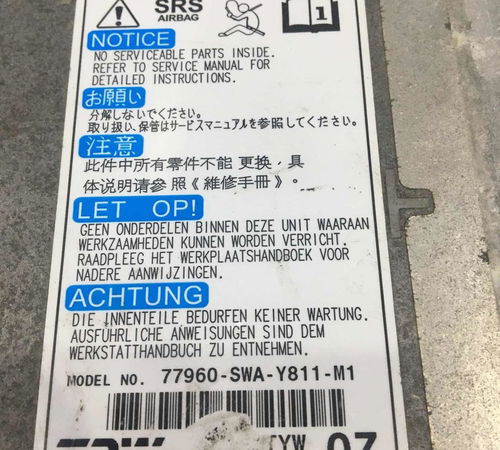 SRS
AIRBAG
1
NOTICE
NO SERVICEABLE PARTS INSIDE.
REFER TO SERVICE MANUAL FOR
DETAILED INSTRUCTIONS.
お願い
分解しないでください。
取り扱い、保管はサービスマニュアルを参照してください。
注意
此件中所有零件不能 更换，具
体说明请参 照《維修手冊》。
LET OP!
GEEN ONDERDELEN BINNEN DEZE UNIT WAARAAN
WERKZAAMHEDEN KUNNEN WORDEN VERRICHT.
RAADPLEEG HET WERKPLAATSHANDBOEK VOOR
NADERE AANWIJZINGEN.
ACHTUNG
DIE INNENTEILE BEDURFEN KEINER WARTUNG.
AUSFÜHRLICHE ANWEISUNGEN SIND DEM
WERKSTATTHANDBUCH ZU ENTNEHMEN.
MODEL NO. 77960-SWA-Y811-M1
TRW 07